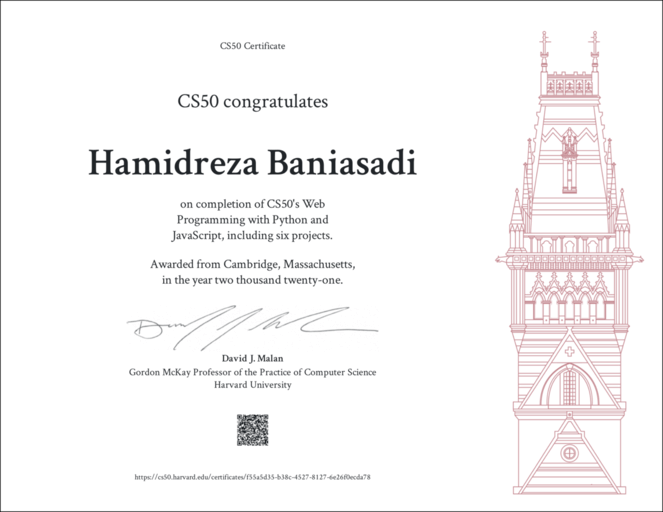 CS50 Certificate
CS50 congratulates
Hamidreza Baniasadi
on completion of CS50's Web
Programming with Python and
JavaScript, including six projects.
Awarded from Cambridge, Massachusetts,
in the year two thousand twenty-one.
David J. Malan
Gordon McKay Professor of the Practice of Computer Science
Harvard University
https://cs50.harvard.edu/certificates/f55a5d35-b38c-4527-8127-6e26f0ecda78